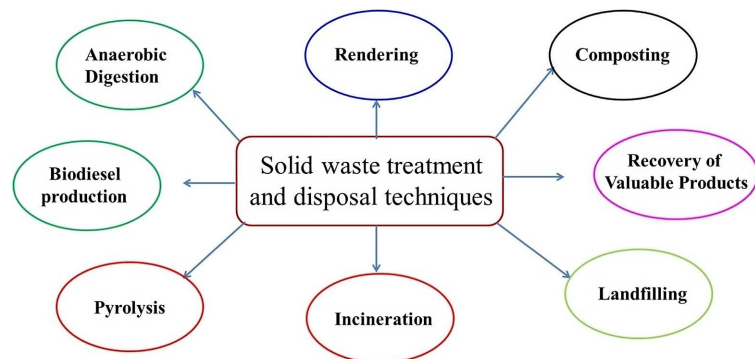 Anaerobic
Digestion
Rendering
Composting
Biodiesel
production
Solid waste treatment
and disposal techniques
Recovery of
Valuable Products
Pyrolysis
Incineration
Landfilling